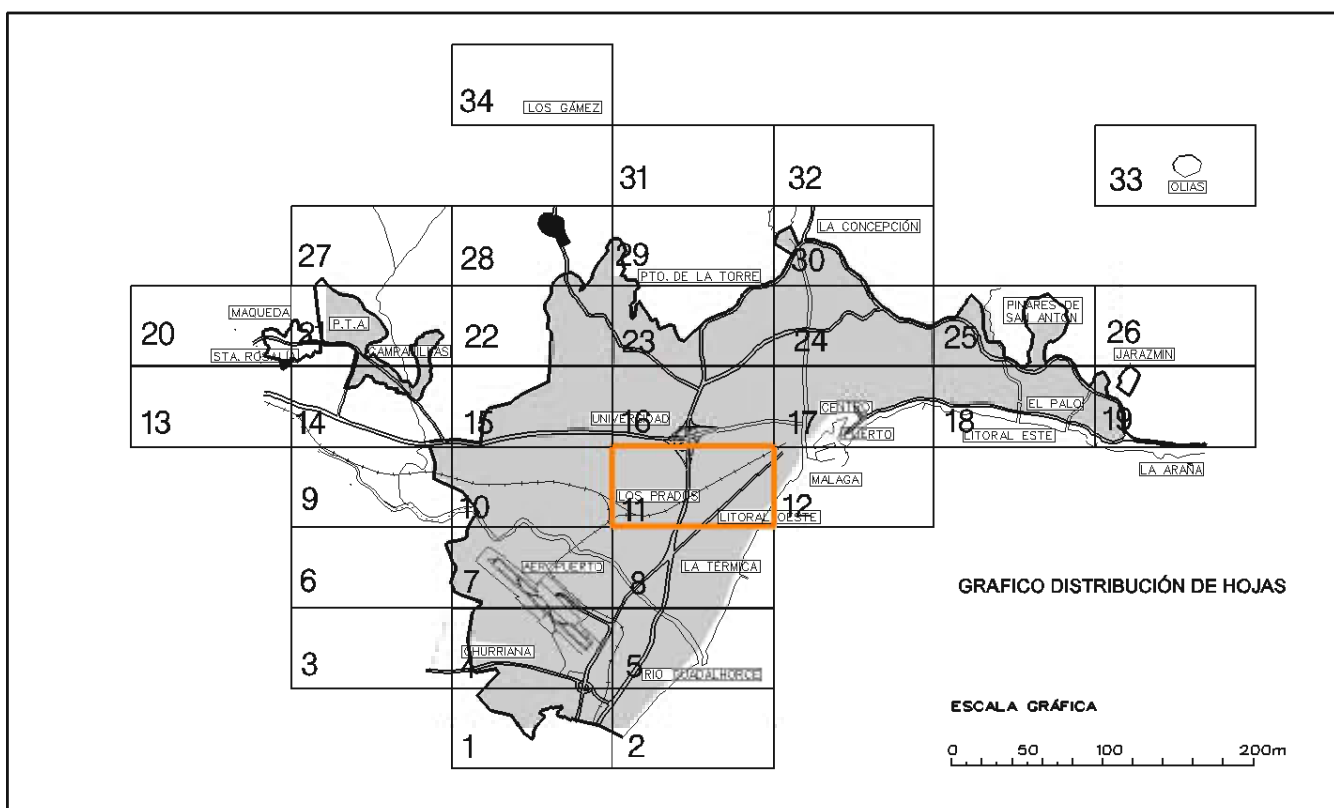 34
LOS GÁMEZ
31
32
33
OLIAS
LA CONCEPCIÓN
27
28
29
30
PTO. DE LA TORRE
MAQUEDA
P.T.A.
PINARES DE
SAN ANTON
20
21
22
23
24
25
26
STA. ROSALIA
CAMPANILLAS
JARAZMIN
EL PALO
UNIVERSIDAD
CENTRO
13
14
15
16
17
PUERTO
18
LITORAL ESTE
19
MALAGA
LA ARAÑA
LOS PRADOS
9
10
11
LITORAL OESTE
12
AEROPUERTO
LA TÉRMICA
6
7
8
GRAFICO DISTRIBUCIÓN DE HOJAS
CHURRIANA
3
4
5
RIO GUADALHORCE
ESCALA GRÁFICA
1
2
0 50 100 200m